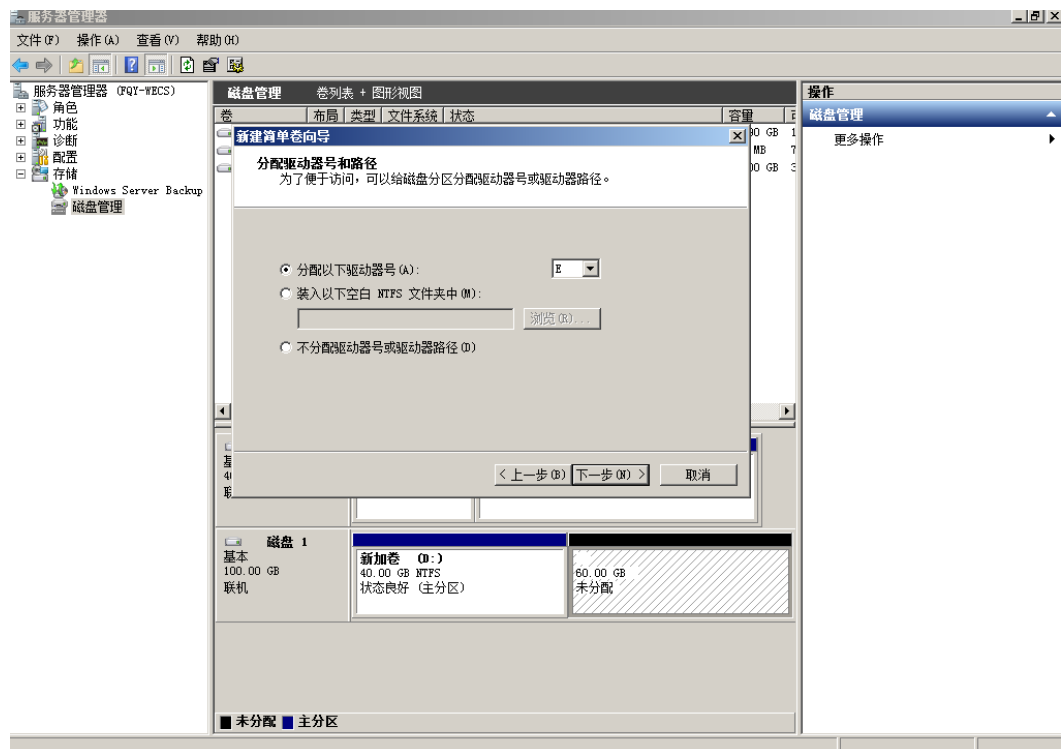 服务器管理器
文件(F) 操作(A) 查看(V) 帮助(H)
服务器管理器 (FQY-WECS)
角色
功能
诊断
配置
存储
Windows Server Backup
磁盘管理
磁盘管理 卷列表 + 图形视图
卷 布局 类型 文件系统 状态 容量
新建简单卷向导
分配驱动器号和路径
为了便于访问，可以给磁盘分区分配驱动器号或驱动器路径。
分配以下驱动器号(A): E
装入以下空白 NTFS 文件夹中(M):
浏览(R)...
不分配驱动器号或驱动器路径(D)
<上一步(B) 下一步(N) > 取消
磁盘 1
基本
100.00 GB
联机
新加卷 (D:)
40.00 GB NTFS
状态良好 (主分区)
60.00 GB
未分配
未分配 主分区
操作
磁盘管理
更多操作